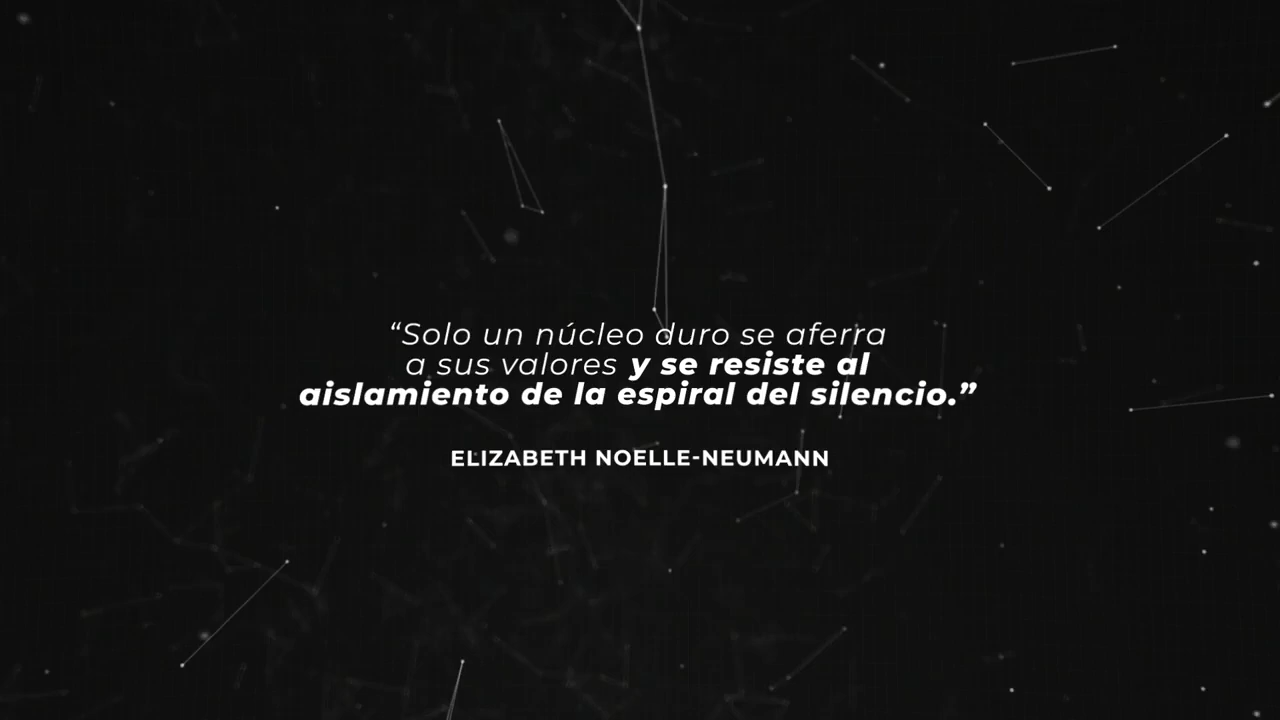 “Solo un núcleo duro se aferra
a sus valores y se resiste al
aislamiento de la espiral del silencio.”
ELIZABETH NOELLE-NEUMANN